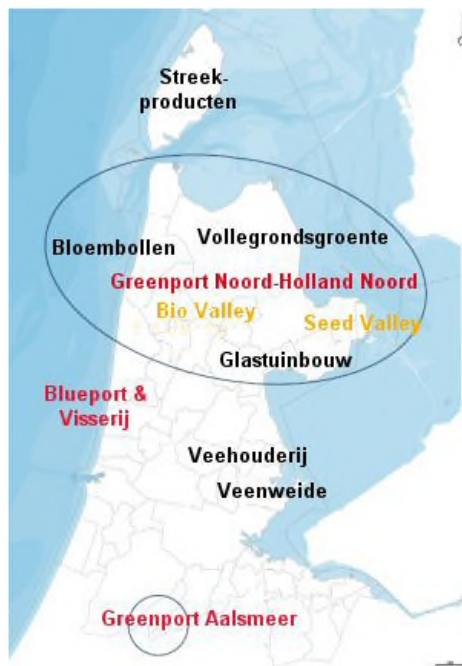 Streek-
producten
Vollegrondsgroente
Bloembollen
Greenport Noord-Holland Noord
Bio Valley
Seed Valley
Glastuinbouw
Blueport &
Visserij
Veehouderij
Veenweide
Greenport Aalsmeer